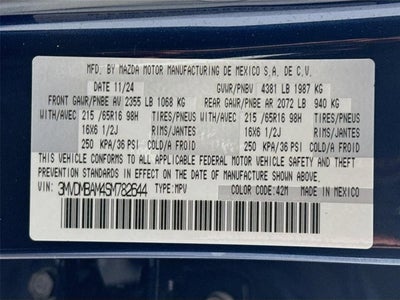 MFD. BY MAZDA MOTOR MANUFACTURING DE MEXICO S.A. DE C.V.
DATE 11/24 GVWR/PNBV 4381 LB 1987 KG
FRONT GAWR/PNBE AV 2355 LB 1068 KG REAR GAWR/PNBE AR 2072 LB 940 KG
WITH/AVEC 215 /65R16 98H TIRES/PNEUS WITH/AVEC 215 /65R16 98H TIRES/PNEUS
16X6 1/2J RIMS/JANTES 16X6 1/2J RIMS/JANTES
250 KPA/36 PSI COLD/A FROID 250 KPA/36 PSI COLD/A FROID
THIS VEHICLE CONFORMS TO ALL APPLICABLE FEDERAL MOTOR VEHICLE SAFETY AND THEFT
PREVENTION STANDARDS IN EFFECT ON THE DATE OF MANUFACTURE SHOWN ABOVE.
VIN: 3MVDMBAM4SM782644 TYPE:MPV COLOR CODE:42M MADE IN MEXICO